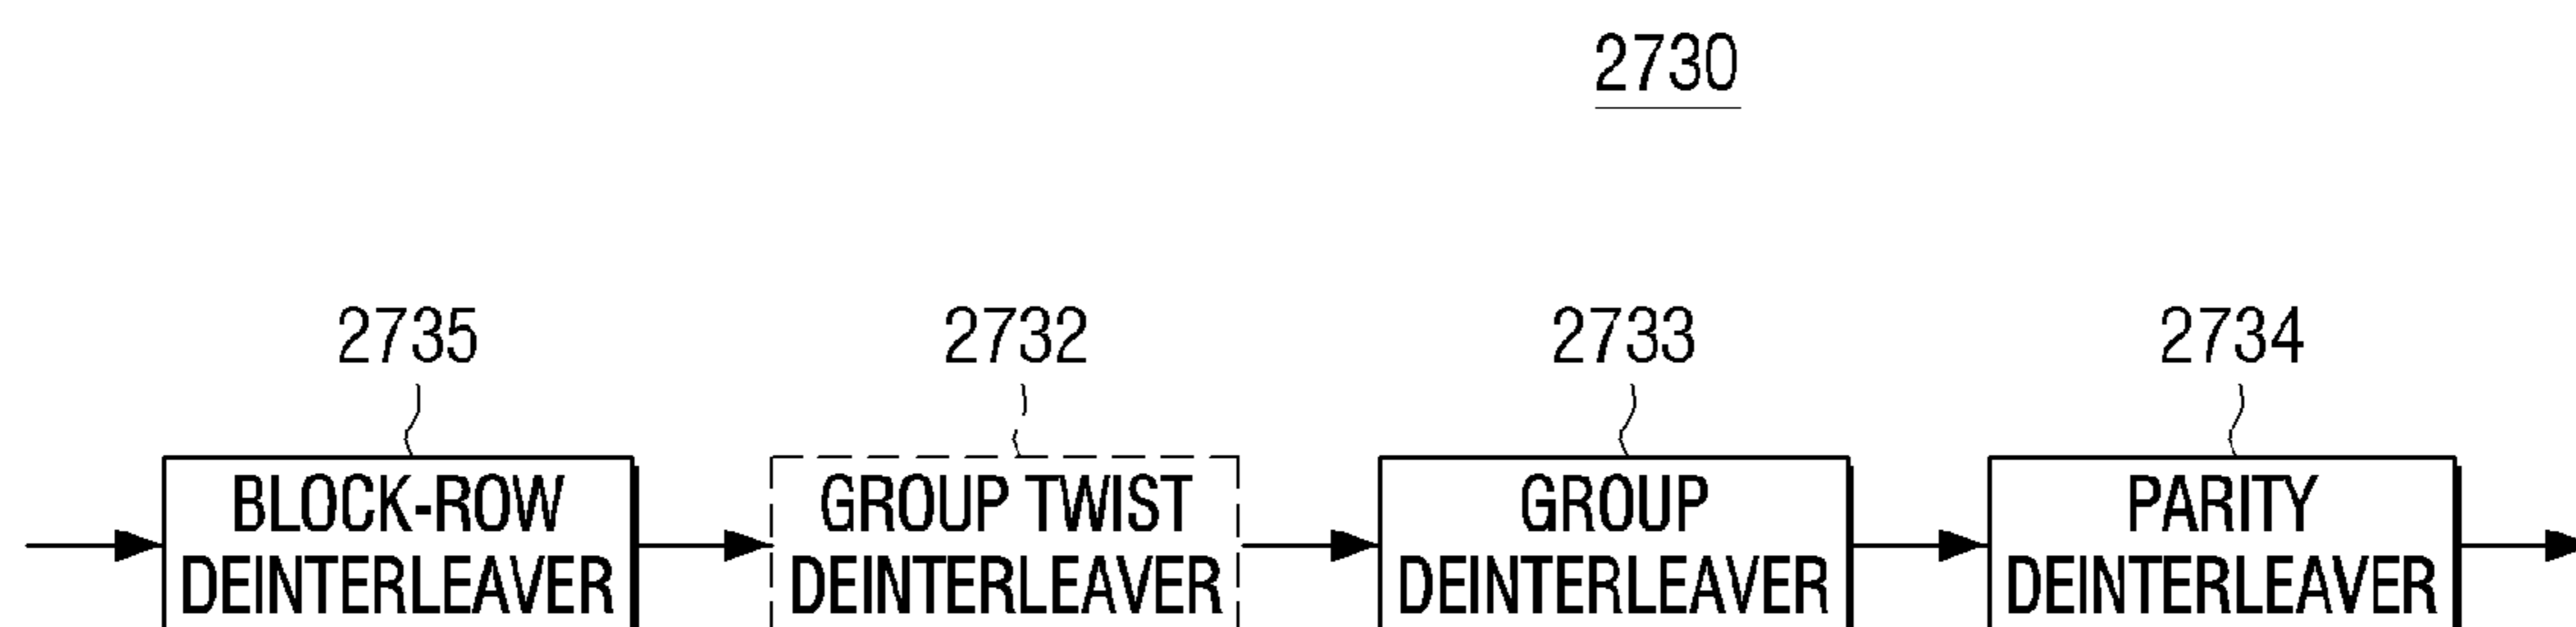 2730
2735
2732
2733
2734
BLOCK-ROW
DEINTERLEAVER
GROUP TWIST
DEINTERLEAVER
GROUP
DEINTERLEAVER
PARITY
DEINTERLEAVER